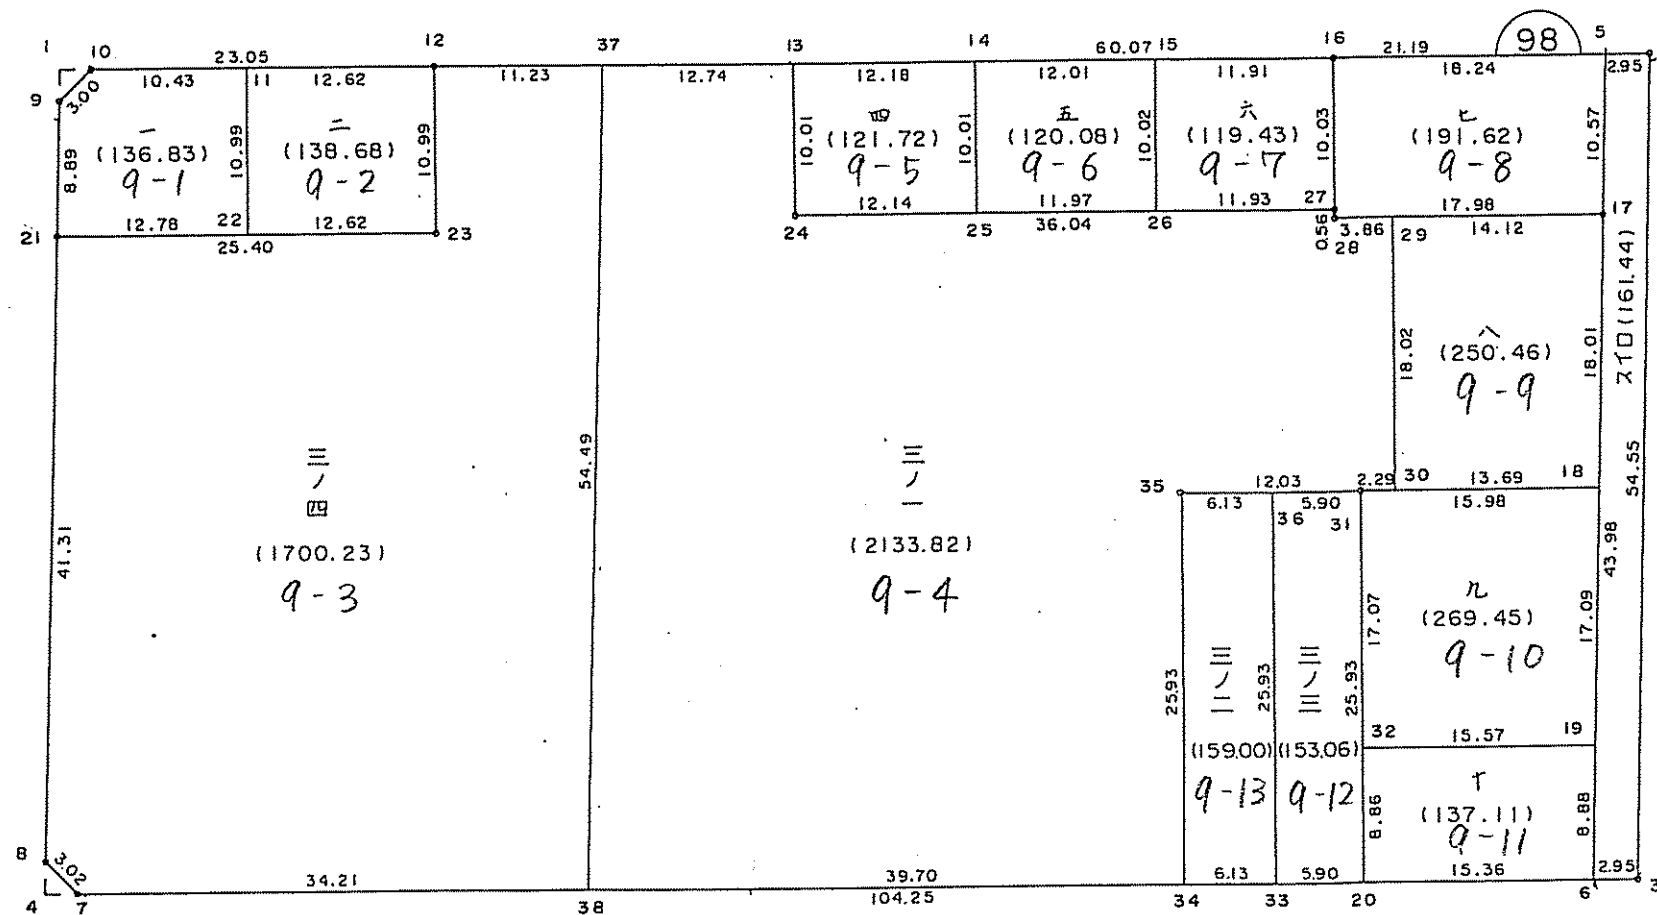 1 10 23.05 12 37 13 14 60.07 15 16 21.19 98 5
10.43 11 12.62 11.23 12.74 12.18 12.01 11.91 18.24 2.95
9 3.00
8.89 一 (136.83) 9-1 10.99
二 (138.68) 9-2 10.99
10.01 四 (121.72) 9-5 10.01
五 (120.08) 9-6 10.02
六 (119.43) 9-7 10.03
七 (191.62) 9-8 10.57
21 12.78 22 12.62 23
25.40
24 12.14 25 11.97 26 11.93 27 17.98 17
36.04
0.56 3.86 28 29 14.12
スイロ(161.44)
18.02 八 (250.46) 9-9 18.01
54.49
54.55
35 12.03 2.29 30 13.69 18
6.13 36 5.90 31 15.98
41.31
三ノ四
(1700.23)
9-3
三ノ一
(2133.82)
9-4
43.98
17.07 九 (269.45) 9-10 17.09
25.93 三ノ二 (159.00) 9-13 25.93
三ノ三 (153.06) 9-12 25.93
32 15.57 19
8.86 十 (137.11) 9-11 8.88
8 3.02
34.21 39.70 6.13 5.90 15.36 2.95
104.25
4 7 38 34 33 20 6 3